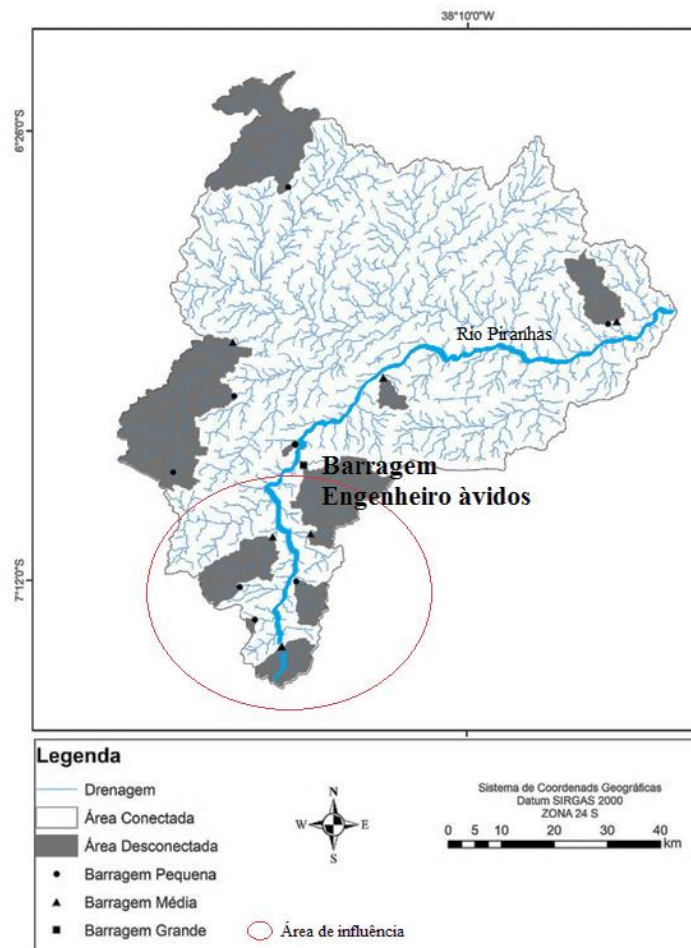 38°10'0"W
6°26'0"S
Rio Piranhas
Barragem
Engenheiro àvidos
7°12'0"S
Legenda
Drenagem
Área Conectada
Área Desconectada
Barragem Pequena
Barragem Média
Barragem Grande
N
W E
S
Área de influência
Sistema de Coordenads Geográficas
Datum SIRGAS 2000
ZONA 24 S
0 5 10 20 30 40
km